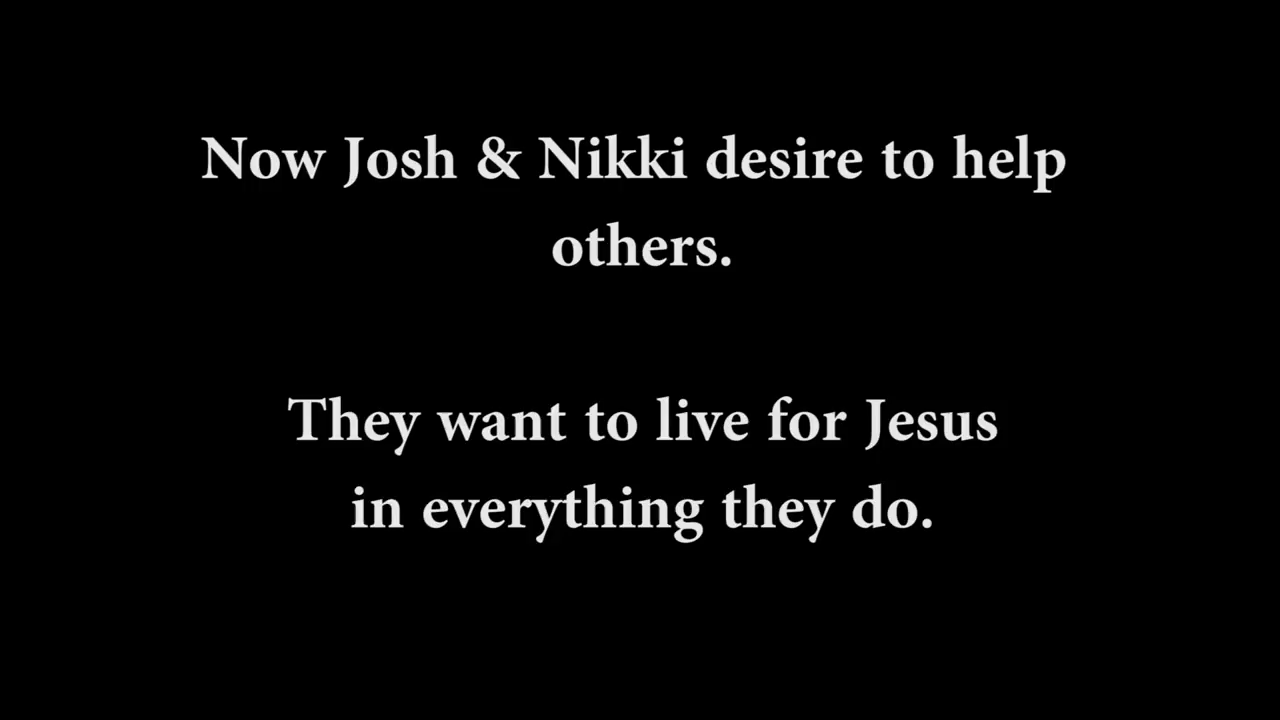 Now Josh & Nikki desire to help
others.
They want to live for Jesus
in everything they do.